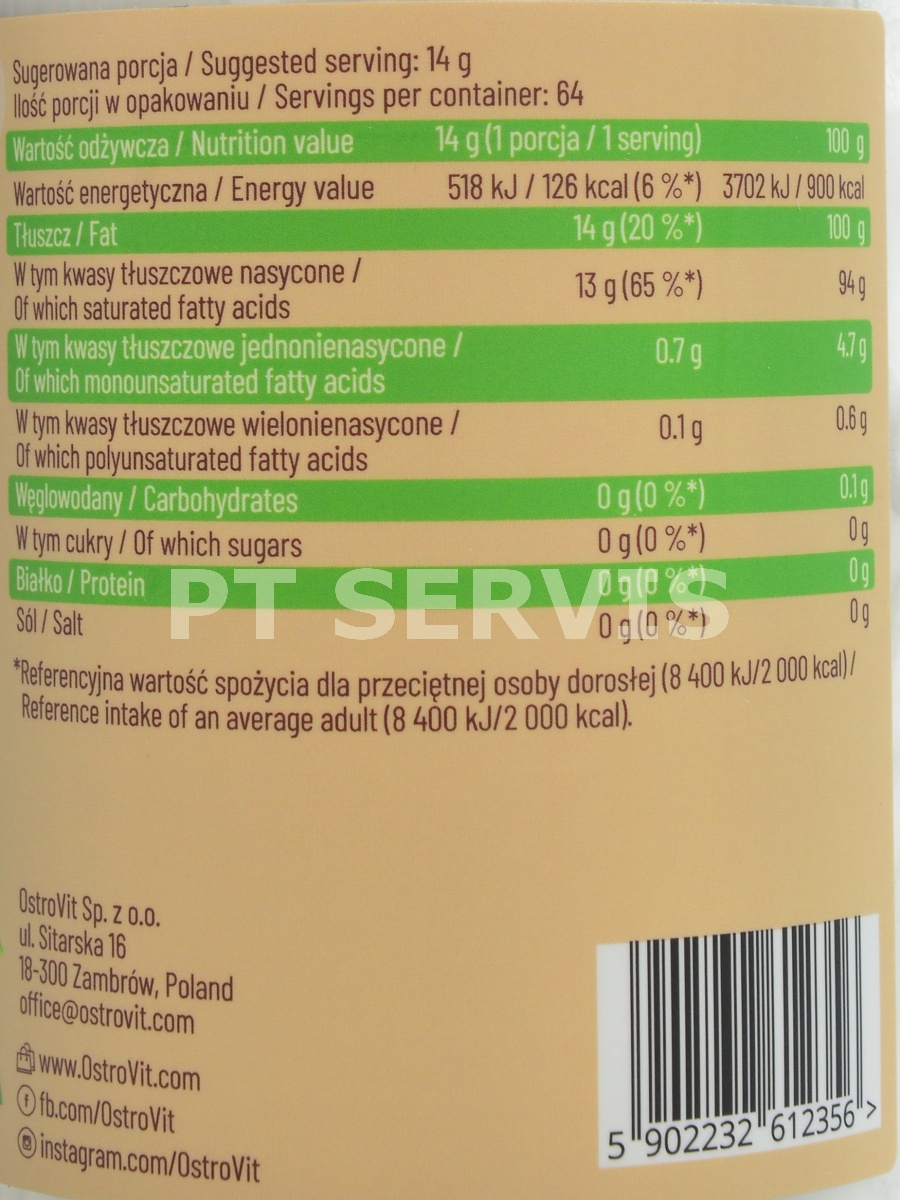 Sugerowana porcja / Suggested serving: 14 g
Ilość porcji w opakowaniu / Servings per container: 64
Wartość odżywcza / Nutrition value 14 g (1 porcja / 1 serving) 100 g
Wartość energetyczna / Energy value 518 kJ / 126 kcal (6 %*) 3702 kJ / 900 kcal
Tłuszcz / Fat 14 g (20 %*) 100 g
W tym kwasy tłuszczowe nasycone /
Of which saturated fatty acids 13 g (65 %*) 94 g
W tym kwasy tłuszczowe jednonienasycone /
Of which monounsaturated fatty acids 0.7 g 4.7 g
W tym kwasy tłuszczowe wielonienasycone /
Of which polyunsaturated fatty acids 0.1 g 0.6 g
Węglowodany / Carbohydrates 0 g (0 %*) 0.1 g
W tym cukry / Of which sugars 0 g (0 %*) 0 g
Białko / Protein 0 g (0 %*) 0 g
PT SERVIS
Sól / Salt 0 g (0 %*) 0 g
*Referencyjna wartość spożycia dla przeciętnej osoby dorosłej (8 400 kJ/2 000 kcal) /
Reference intake of an average adult (8 400 kJ/2 000 kcal).
OstroVit Sp. z o.o.
ul. Sitarska 16
18-300 Zambrów, Poland
office@ostrovit.com
www.OstroVit.com
fb.com/OstroVit
instagram.com/OstroVit
5 902232 612356 >